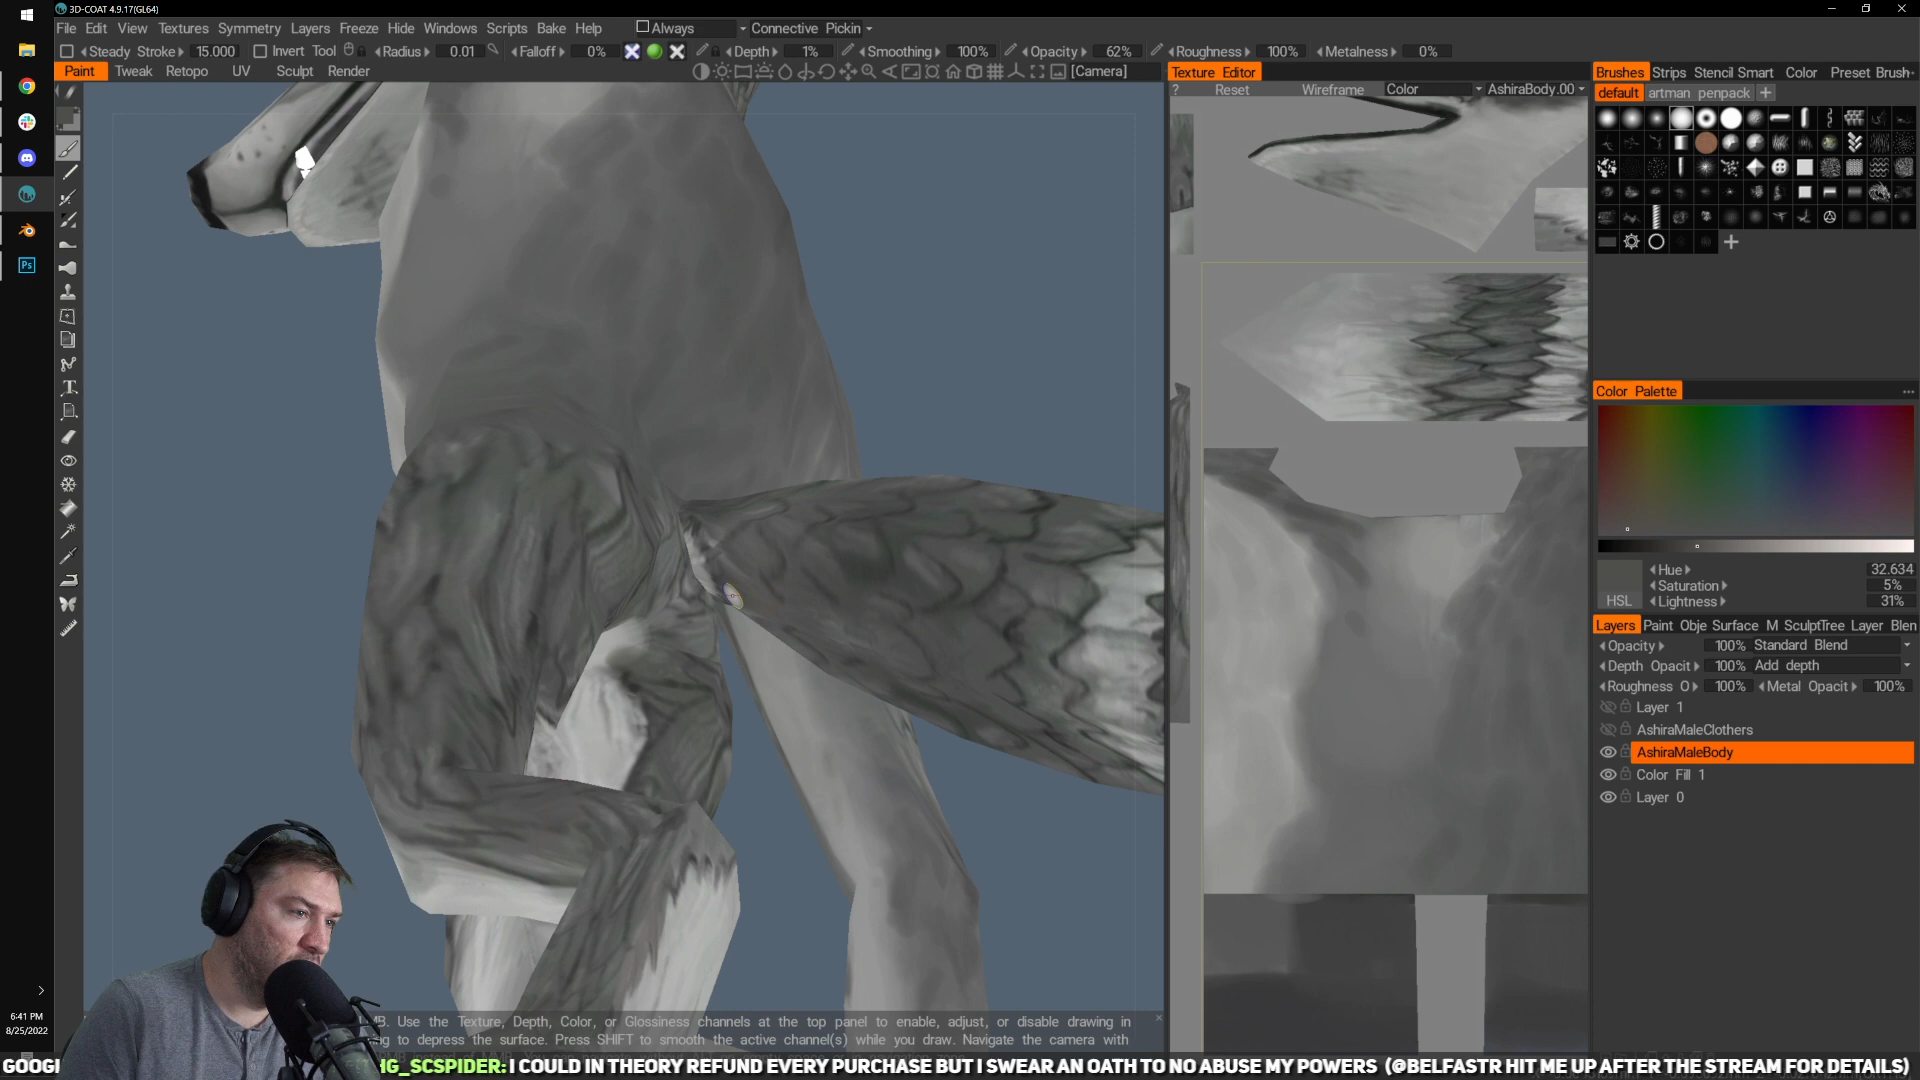 3D-COAT 4.9.17(GL64)
File Edit View Textures Symmetry Layers Freeze Hide Windows Scripts Bake Help Always Connective Pickin
Steady Stroke 15.000 Invert Tool Radius 0.01 Falloff 0% Depth 1% Smoothing 100% Opacity 62% Roughness 100% Metalness 0%
Paint Tweak Retopo UV Sculpt Render [Camera]
Texture Editor
? Reset Wireframe Color AshiraBody.00
Brushes Strips Stencil Smart Color Preset Brush
default artman penpack
Color Palette
Hue 32.634
Saturation 5%
HSL Lightness 31%
Layers Paint Obje Surface M SculptTree Layer Blen
Opacity 100% Standard Blend
Depth Opacit 100% Add depth
Roughness O 100% Metal Opacit 100%
Layer 1
AshiraMaleClothers
AshiraMaleBody
Color Fill 1
Layer 0
Ps
6:41 PM
8/25/2022
MB. Use the Texture, Depth, Color, or Glossiness channels at the top panel to enable, adjust, or disable drawing in
to depress the surface. Press SHIFT to smooth the active channel(s) while you draw. Navigate the camera with
HG_SCSPIDER: I COULD IN THEORY REFUND EVERY PURCHASE BUT I SWEAR AN OATH TO NO ABUSE MY POWERS (@BELFASTR HIT ME UP AFTER THE STREAM FOR DETAILS)